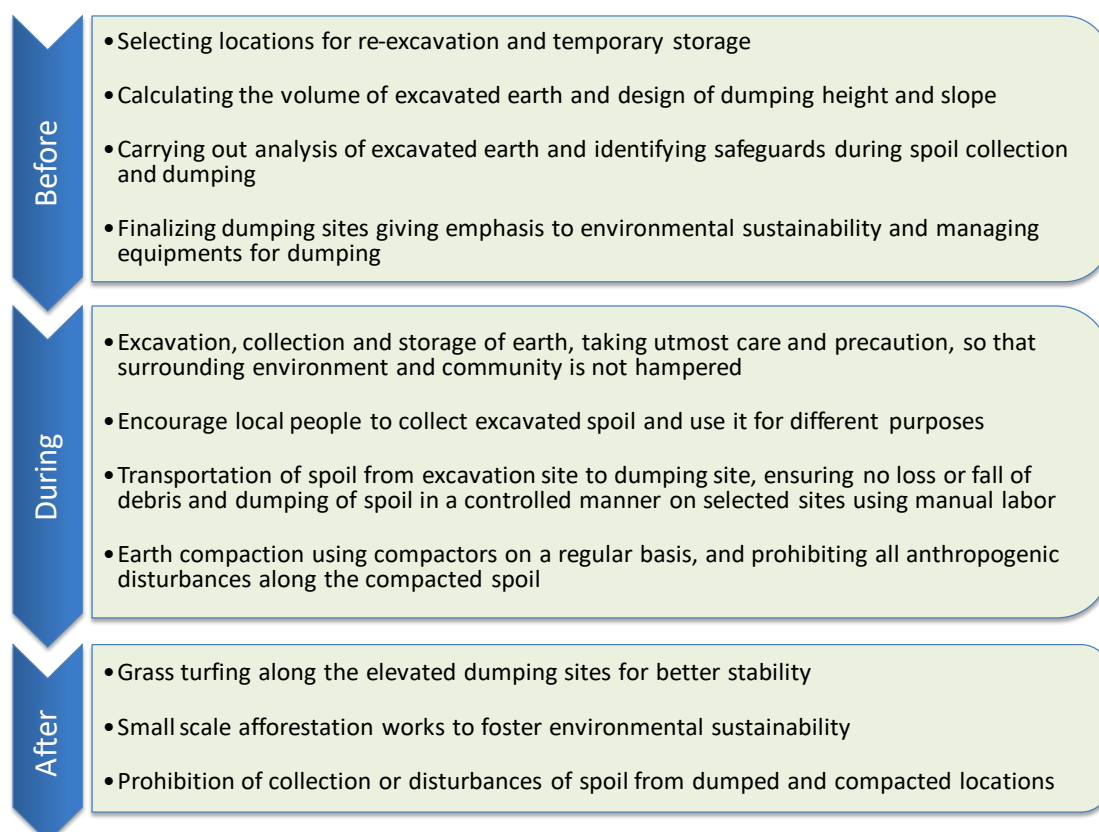 Before
•Selecting locations for re-excavation and temporary storage
•Calculating the volume of excavated earth and design of dumping height and slope
•Carrying out analysis of excavated earth and identifying safeguards during spoil collection
and dumping
•Finalizing dumping sites giving emphasis to environmental sustainability and managing
equipments for dumping
During
•Excavation, collection and storage of earth, taking utmost care and precaution, so that
surrounding environment and community is not hampered
•Encourage local people to collect excavated spoil and use it for different purposes
•Transportation of spoil from excavation site to dumping site, ensuring no loss or fall of
debris and dumping of spoil in a controlled manner on selected sites using manual labor
•Earth compaction using compactors on a regular basis, and prohibiting all anthropogenic
disturbances along the compacted spoil
After
•Grass turfing along the elevated dumping sites for better stability
•Small scale afforestation works to foster environmental sustainability
•Prohibition of collection or disturbances of spoil from dumped and compacted locations